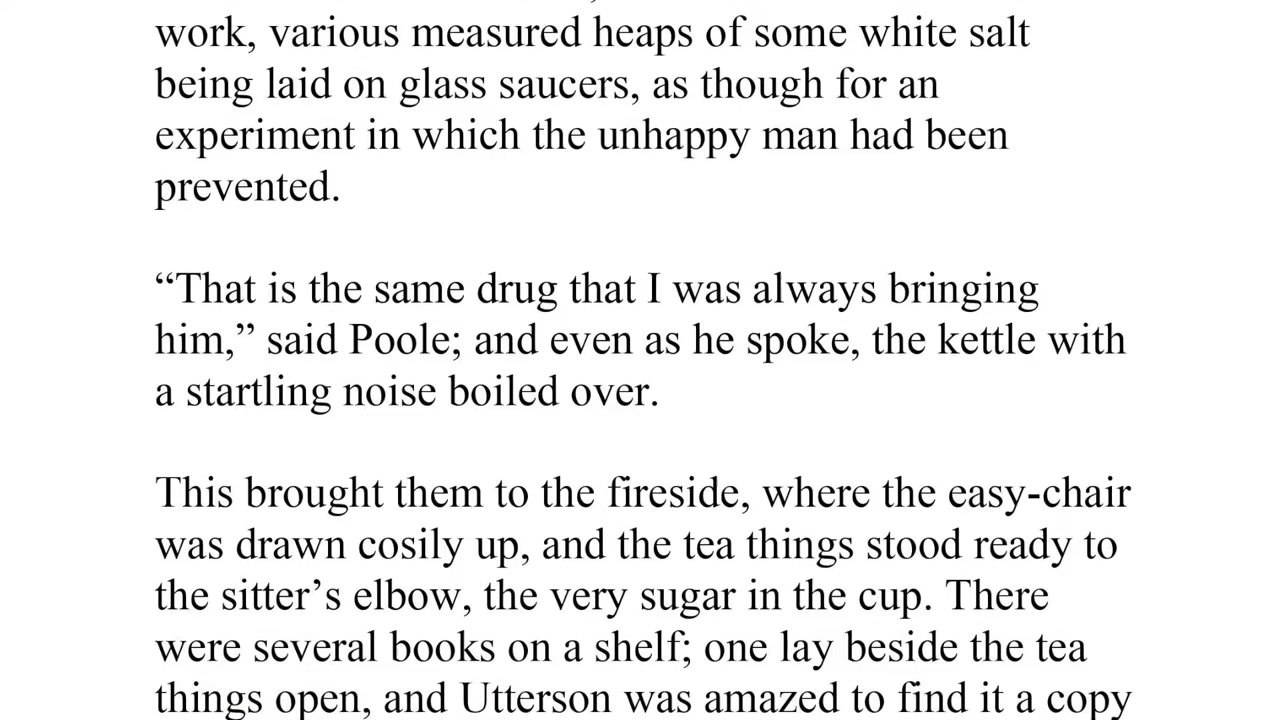 work, various measured heaps of some white salt
being laid on glass saucers, as though for an
experiment in which the unhappy man had been
prevented.
“That is the same drug that I was always bringing
him,” said Poole; and even as he spoke, the kettle with
a startling noise boiled over.
This brought them to the fireside, where the easy-chair
was drawn cosily up, and the tea things stood ready to
the sitter’s elbow, the very sugar in the cup. There
were several books on a shelf; one lay beside the tea
things open, and Utterson was amazed to find it a copy